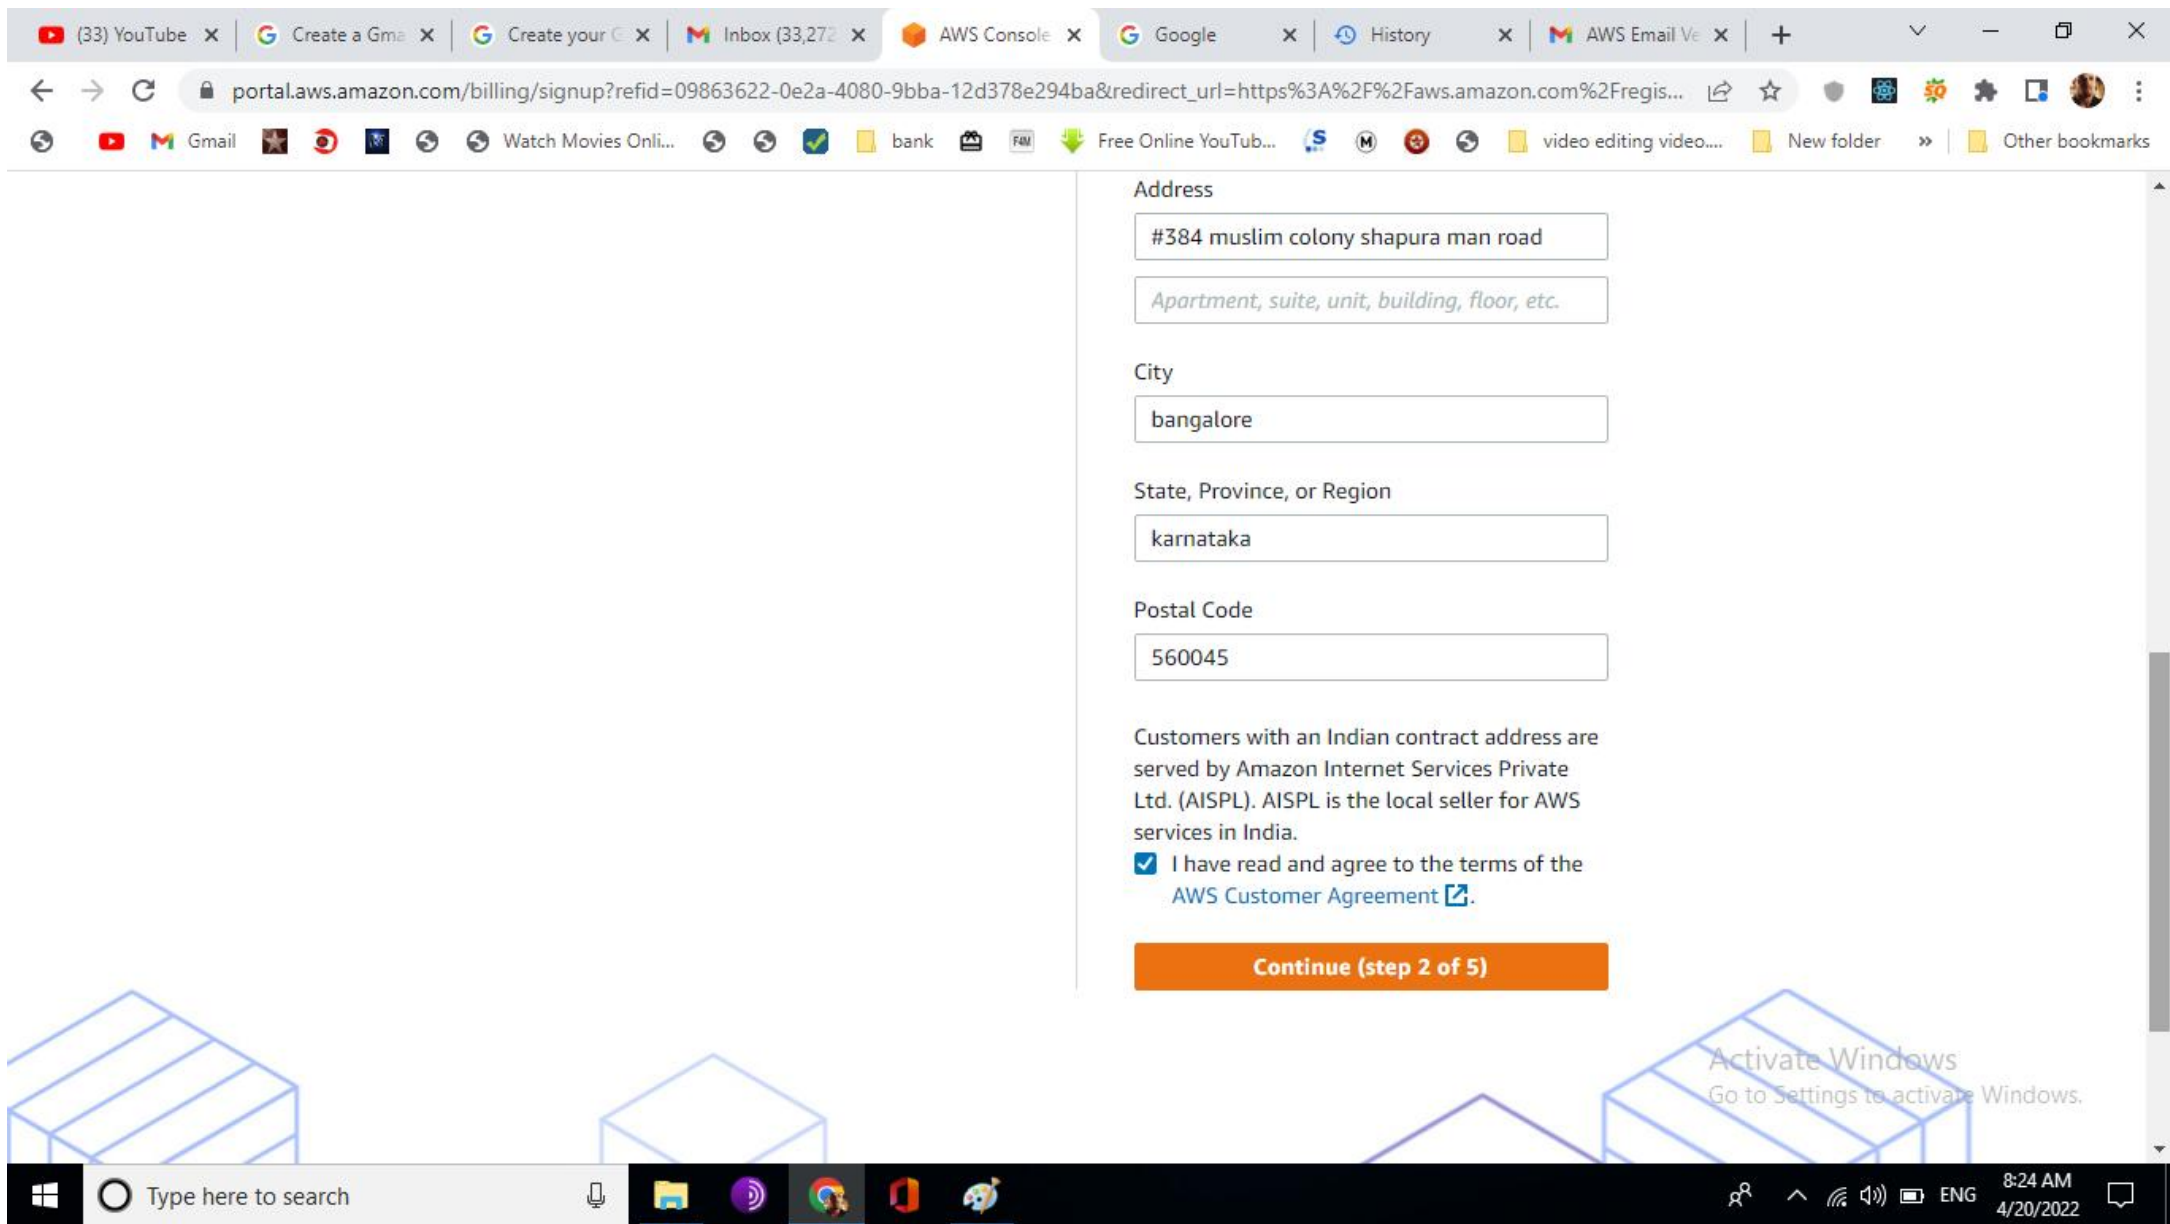 (33) YouTube
Create a Gma
Create your G
Inbox (33,272
AWS Console
Google
History
AWS Email Ve
portal.aws.amazon.com/billing/signup?refid=09863622-0e2a-4080-9bba-12d378e294ba&redirect_url=https%3A%2F%2Faws.amazon.com%2Fregis...
Gmail
Watch Movies Onli...
bank
F4M
Free Online YouTub...
video editing video....
New folder
»
Other bookmarks
Address
#384 muslim colony shapura man road
Apartment, suite, unit, building, floor, etc.
City
bangalore
State, Province, or Region
karnataka
Postal Code
560045
Customers with an Indian contract address are
served by Amazon Internet Services Private
Ltd. (AISPL). AISPL is the local seller for AWS
services in India.
I have read and agree to the terms of the
AWS Customer Agreement.
Continue (step 2 of 5)
Activate Windows
Go to Settings to activate Windows.
Type here to search
ENG
8:24 AM
4/20/2022